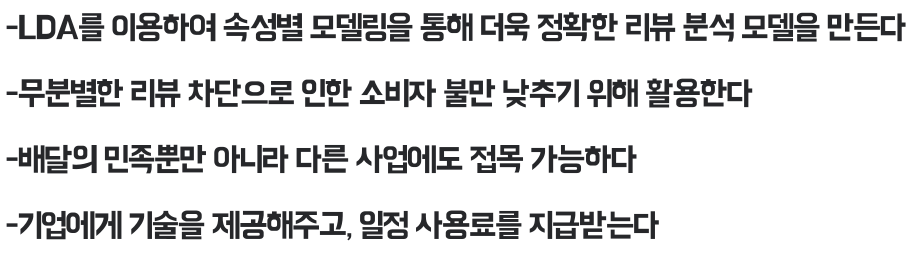 -LDA를 이용하여 속성별 모델링을 통해 더욱 정확한 리뷰 분석 모델을 만든다
-무분별한 리뷰 차단으로 인한 소비자 불만 낮추기 위해 활용한다
-배달의 민족뿐만 아니라 다른 사업에도 접목 가능하다
-기업에게 기술을 제공해주고, 일정 사용료를 지급받는다